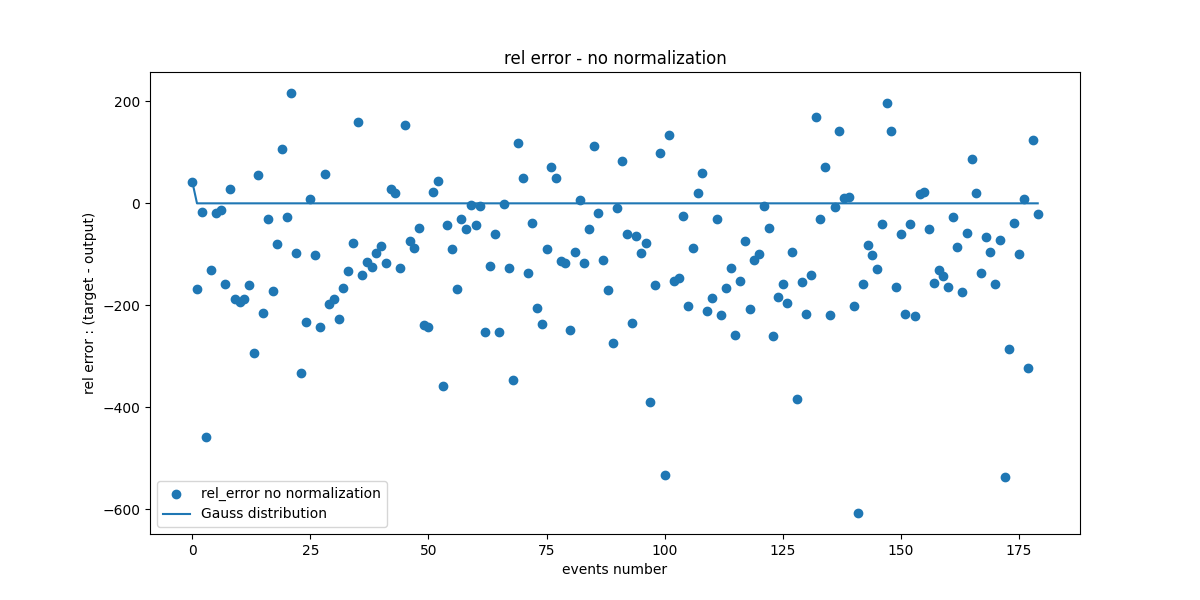 rel error - no normalization
rel error : (target - output)
200
0
−200
−400
−600
rel_error no normalization
Gauss distribution
0 25 50 75 100 125 150 175
events number